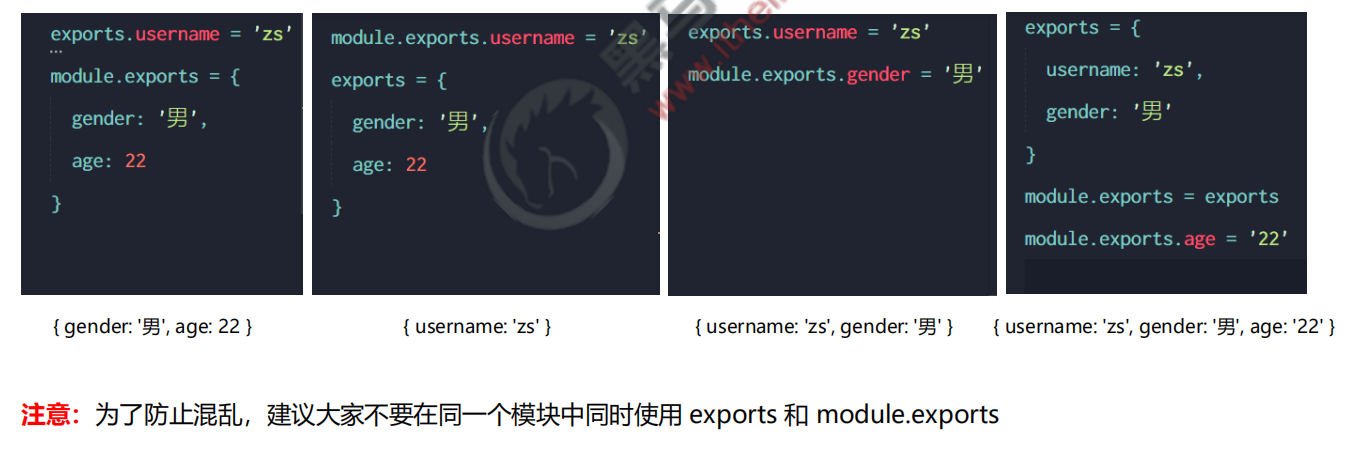 exports.username = 'zs'
module.exports = {
gender: '男',
age: 22
}
module.exports.username = 'zs'
exports = {
gender: '男',
age: 22
}
exports.username = 'zs'
module.exports.gender = '男'
exports = {
username: 'zs',
gender: '男'
}
module.exports = exports
module.exports.age = '22'
{ gender: '男', age: 22 }
{ username: 'zs' }
{ username: 'zs', gender: '男' }
{ username: 'zs', gender: '男', age: '22' }
注意：为了防止混乱，建议大家不要在同一个模块中同时使用 exports 和 module.exports